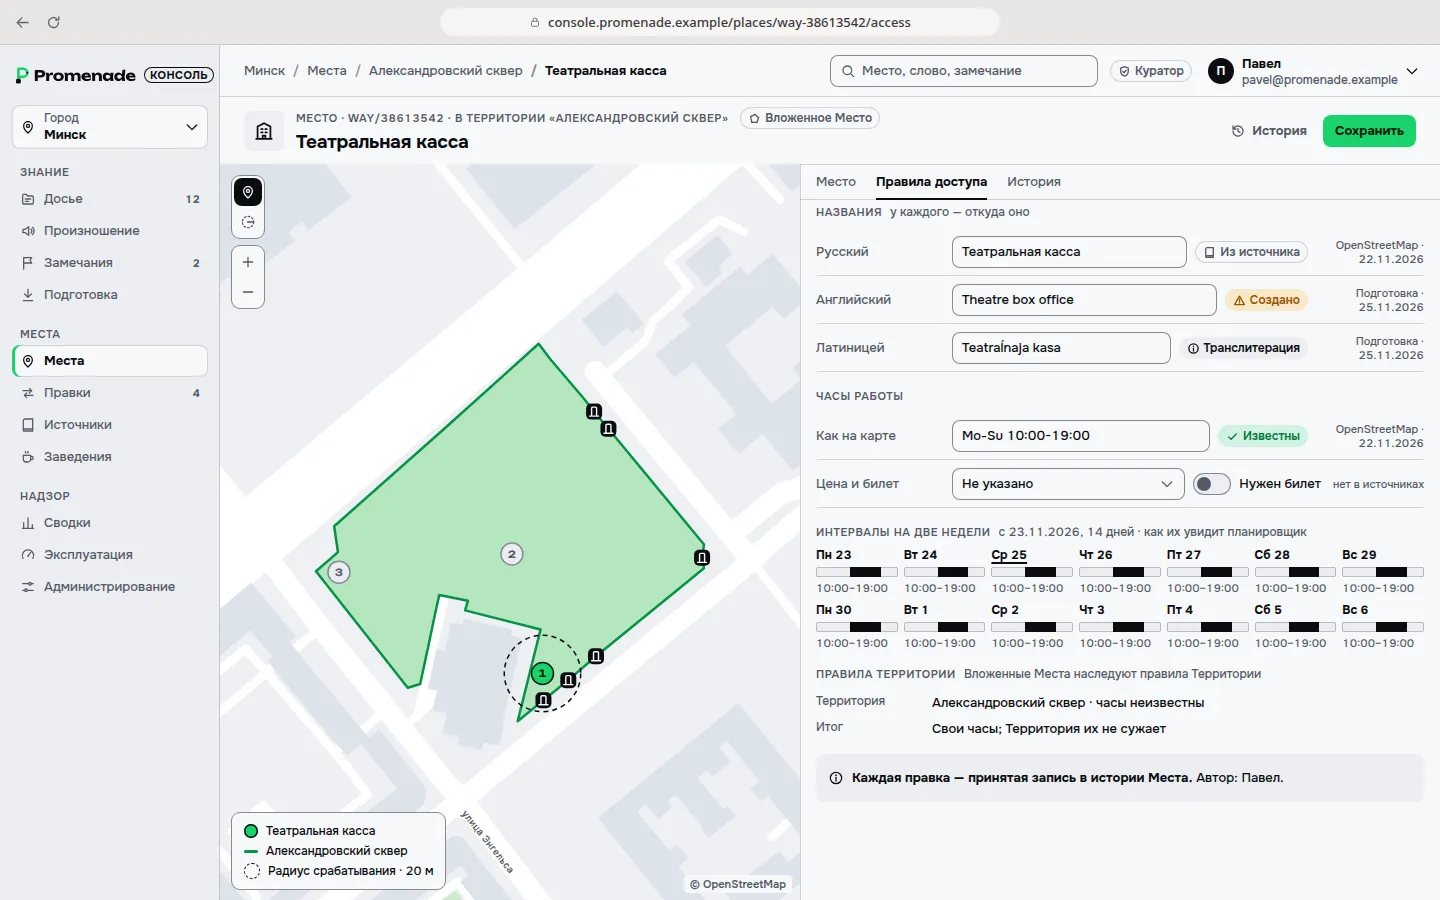 console.promenade.example/places/way-38613542/access
Promenade КОНСОЛЬ
Город
Минск
ЗНАНИЕ
Досье 12
Произношение
Замечания 2
Подготовка
МЕСТА
Места
Правки 4
Источники
Заведения
НАДЗОР
Сводки
Эксплуатация
Администрирование
Минск / Места / Александровский сквер / Театральная касса
Место, слово, замечание
Куратор
П
Павел
pavel@promenade.example
МЕСТО · WAY/38613542 · В ТЕРРИТОРИИ «АЛЕКСАНДРОВСКИЙ СКВЕР»
Вложенное Место
Театральная касса
История
Сохранить
3
2
1
улица Энгельса
Театральная касса
Александровский сквер
Радиус срабатывания · 20 м
© OpenStreetMap
Место Правила доступа История
НАЗВАНИЯ у каждого — откуда оно
Русский Театральная касса Из источника OpenStreetMap ·
22.11.2026
Английский Theatre box office Создано Подготовка ·
25.11.2026
Латиницей Teatraĺnaja kasa Транслитерация Подготовка ·
25.11.2026
ЧАСЫ РАБОТЫ
Как на карте Mo-Su 10:00-19:00 Известны OpenStreetMap ·
22.11.2026
Цена и билет Не указано Нужен билет нет в источниках
ИНТЕРВАЛЫ НА ДВЕ НЕДЕЛИ с 23.11.2026, 14 дней · как их увидит планировщик
Пн 23 Вт 24 Ср 25 Чт 26 Пт 27 Сб 28 Вс 29
10:00–19:00 10:00–19:00 10:00–19:00 10:00–19:00 10:00–19:00 10:00–19:00 10:00–19:00
Пн 30 Вт 1 Ср 2 Чт 3 Пт 4 Сб 5 Вс 6
10:00–19:00 10:00–19:00 10:00–19:00 10:00–19:00 10:00–19:00 10:00–19:00 10:00–19:00
ПРАВИЛА ТЕРРИТОРИИ Вложенные Места наследуют правила Территории
Территория Александровский сквер · часы неизвестны
Итог Свои часы; Территория их не сужает
Каждая правка — принятая запись в истории Места. Автор: Павел.